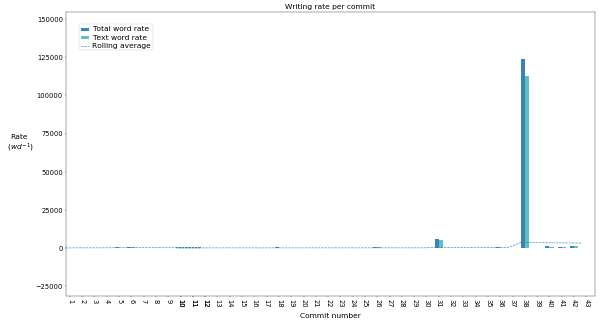 Writing rate per commit
150000
125000
100000
75000
50000
25000
0
−25000
Rate
(wd⁻¹)
Total word rate
Text word rate
Rolling average
1 2 3 4 5 6 7 8 9 10 11 12 13 14 15 16 17 18 19 20 21 22 23 24 25 26 27 28 29 30 31 32 33 34 35 36 37 38 39 40 41 42 43
Commit number